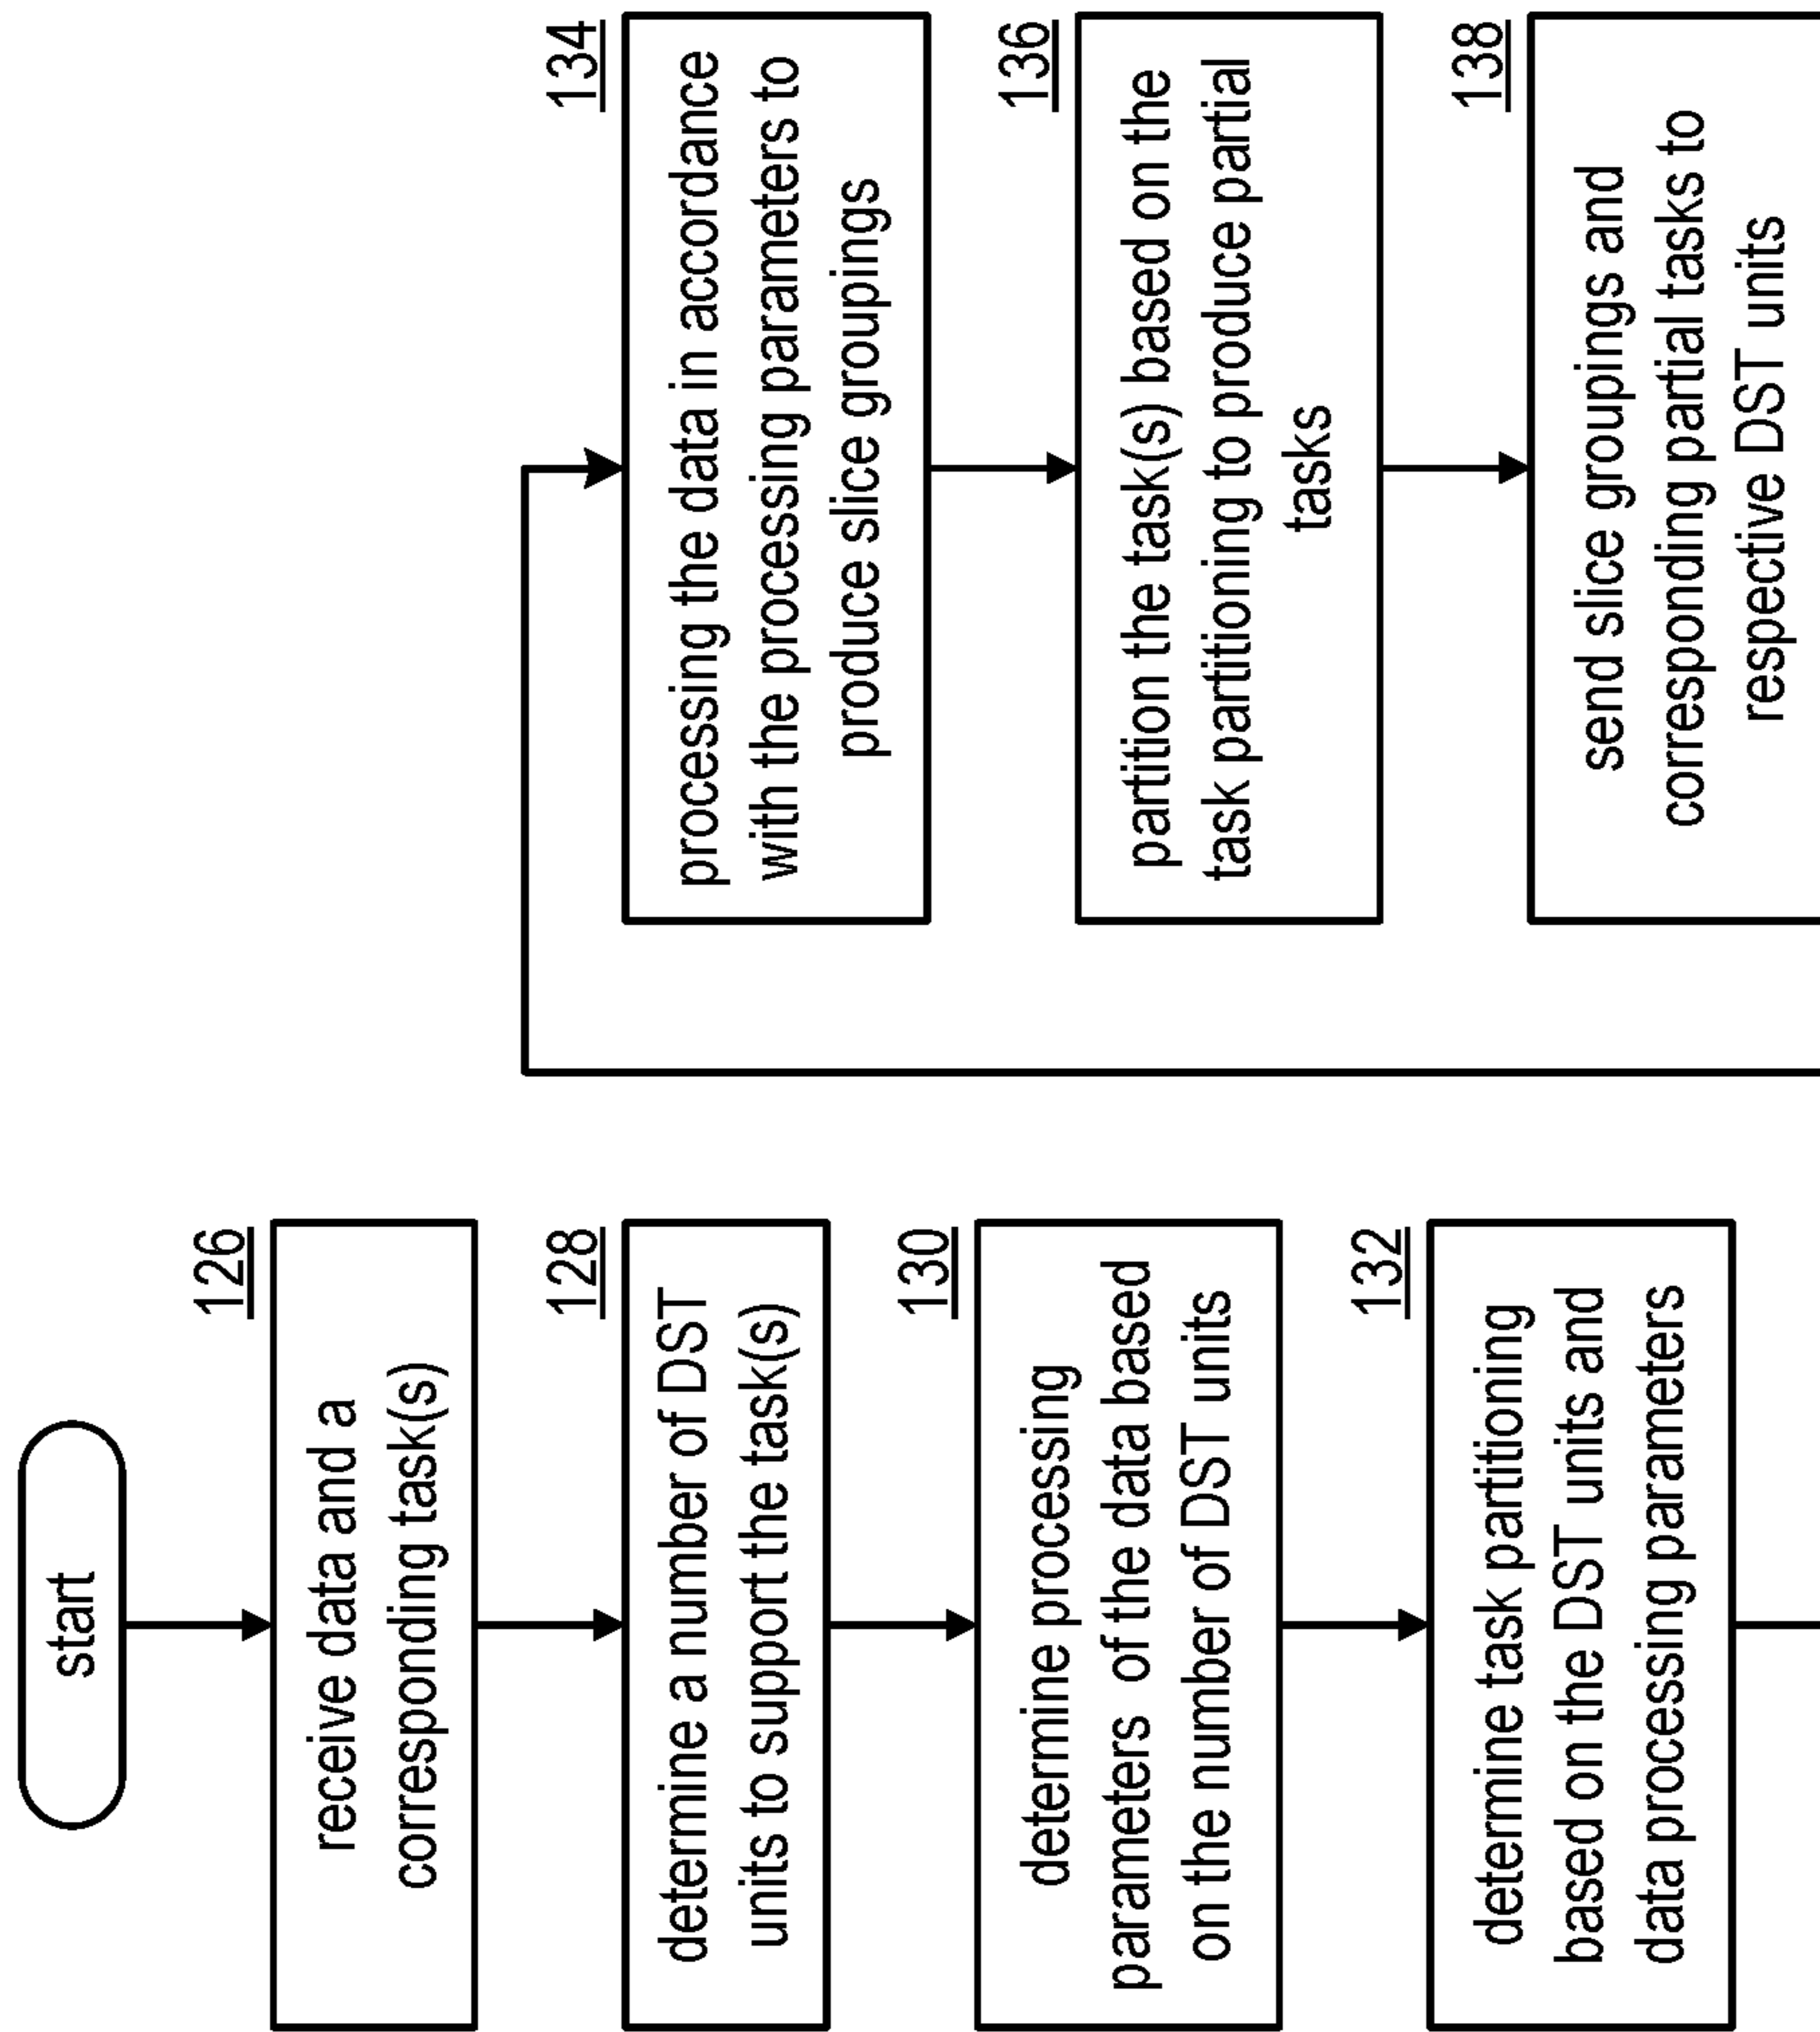 start
126
receive data and a
corresponding task(s)
128
determine a number of DST
units to support the task(s)
130
determine processing
parameters of the data based
on the number of DST units
132
determine task partitioning
based on the DST units and
data processing parameters
134
processing the data in accordance
with the processing parameters to
produce slice groupings
136
partition the task(s) based on the
task partitioning to produce partial
tasks
138
send slice groupings and
corresponding partial tasks to
respective DST units